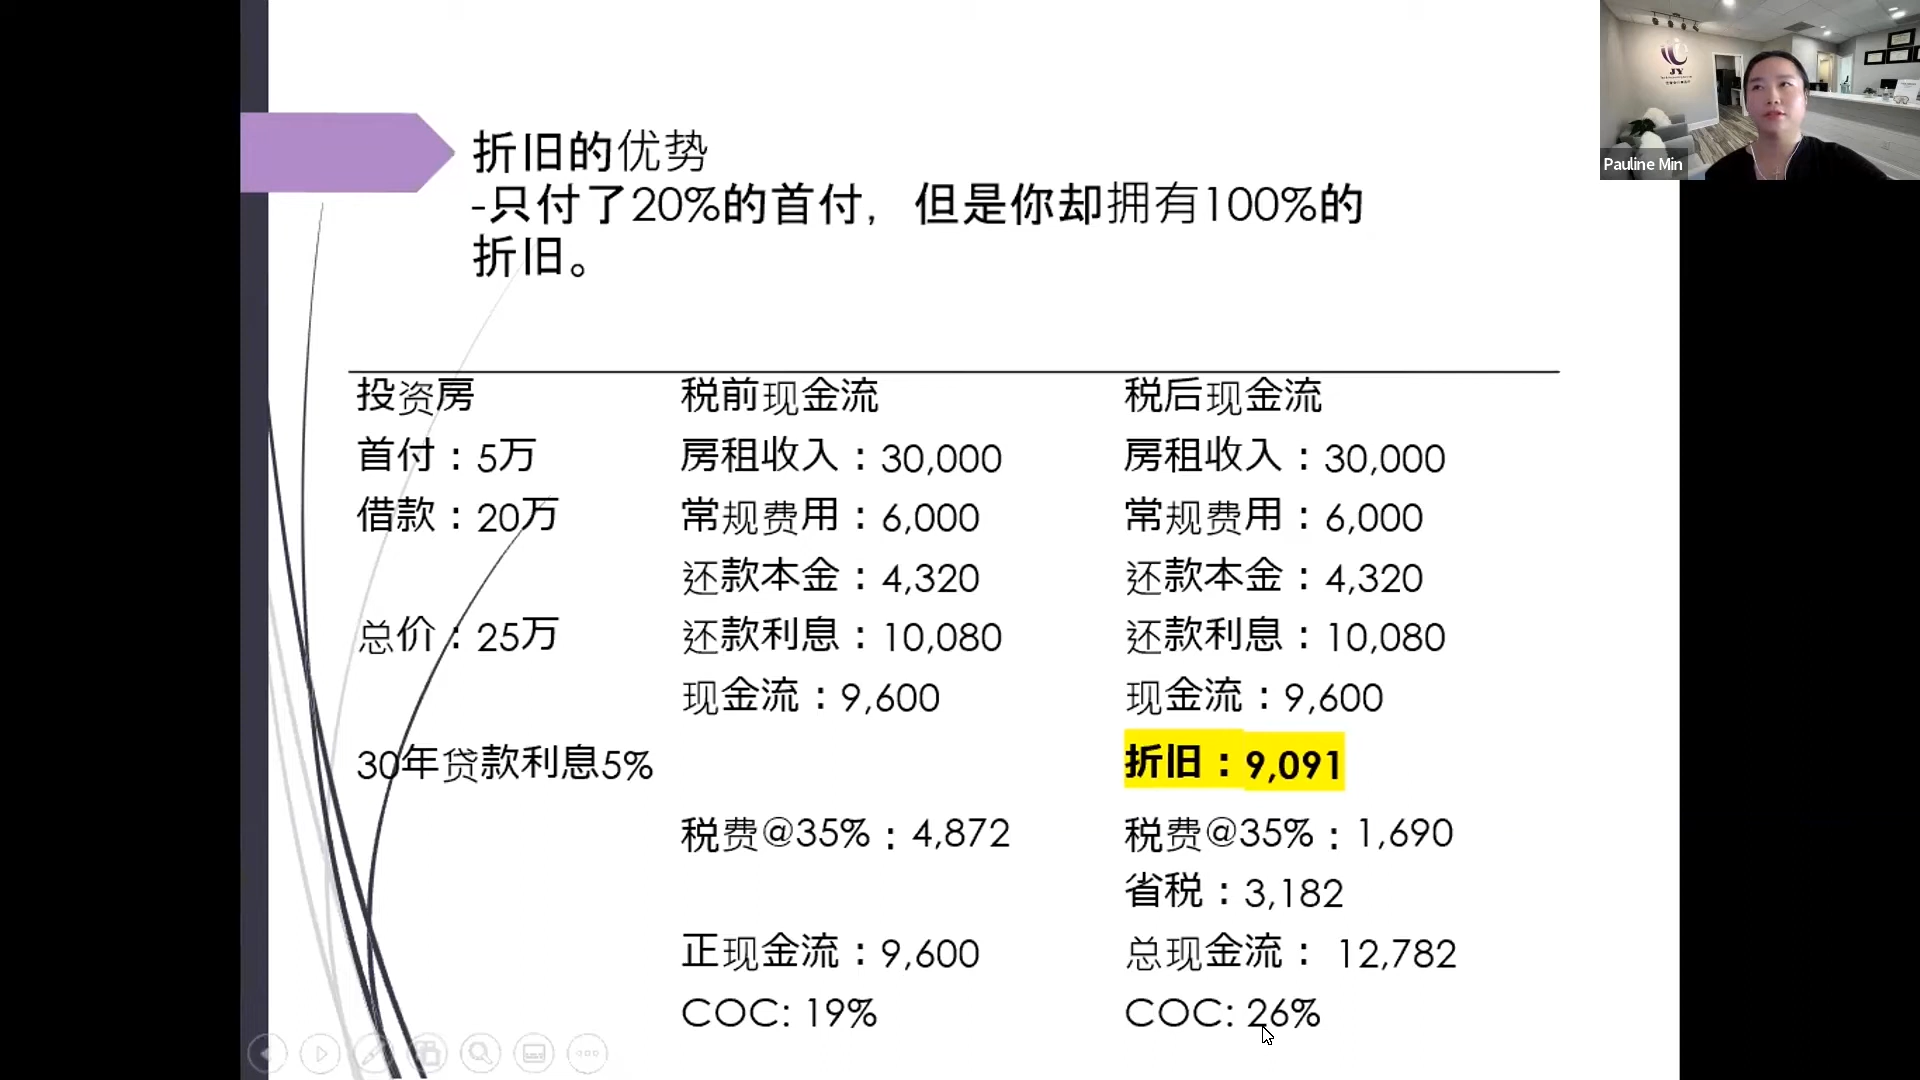 折旧的优势
-只付了20%的首付，但是你却拥有100%的
折旧。
Pauline Min
JY
投资房
首付：5万
借款：20万
总价：25万
30年贷款利息5%
税前现金流
房租收入：30,000
常规费用：6,000
还款本金：4,320
还款利息：10,080
现金流：9,600
税费@35%：4,872
正现金流：9,600
COC: 19%
税后现金流
房租收入：30,000
常规费用：6,000
还款本金：4,320
还款利息：10,080
现金流：9,600
折旧：9,091
税费@35%：1,690
省税：3,182
总现金流： 12,782
COC: 26%